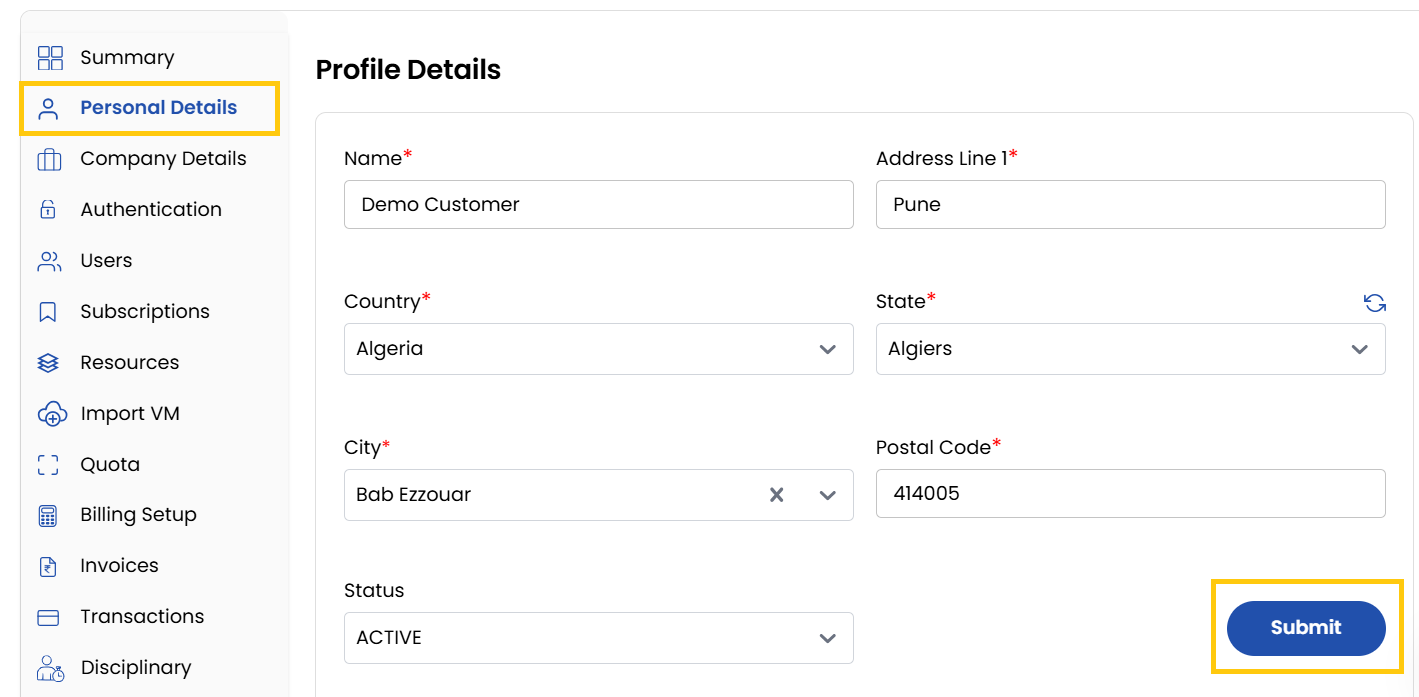 Summary
Personal Details
Company Details
Authentication
Users
Subscriptions
Resources
Import VM
Quota
Billing Setup
Invoices
Transactions
Disciplinary
Profile Details
Name*
Demo Customer
Address Line 1*
Pune
Country*
Algeria
State*
Algiers
City*
Bab Ezzouar
Postal Code*
414005
Status
ACTIVE
Submit